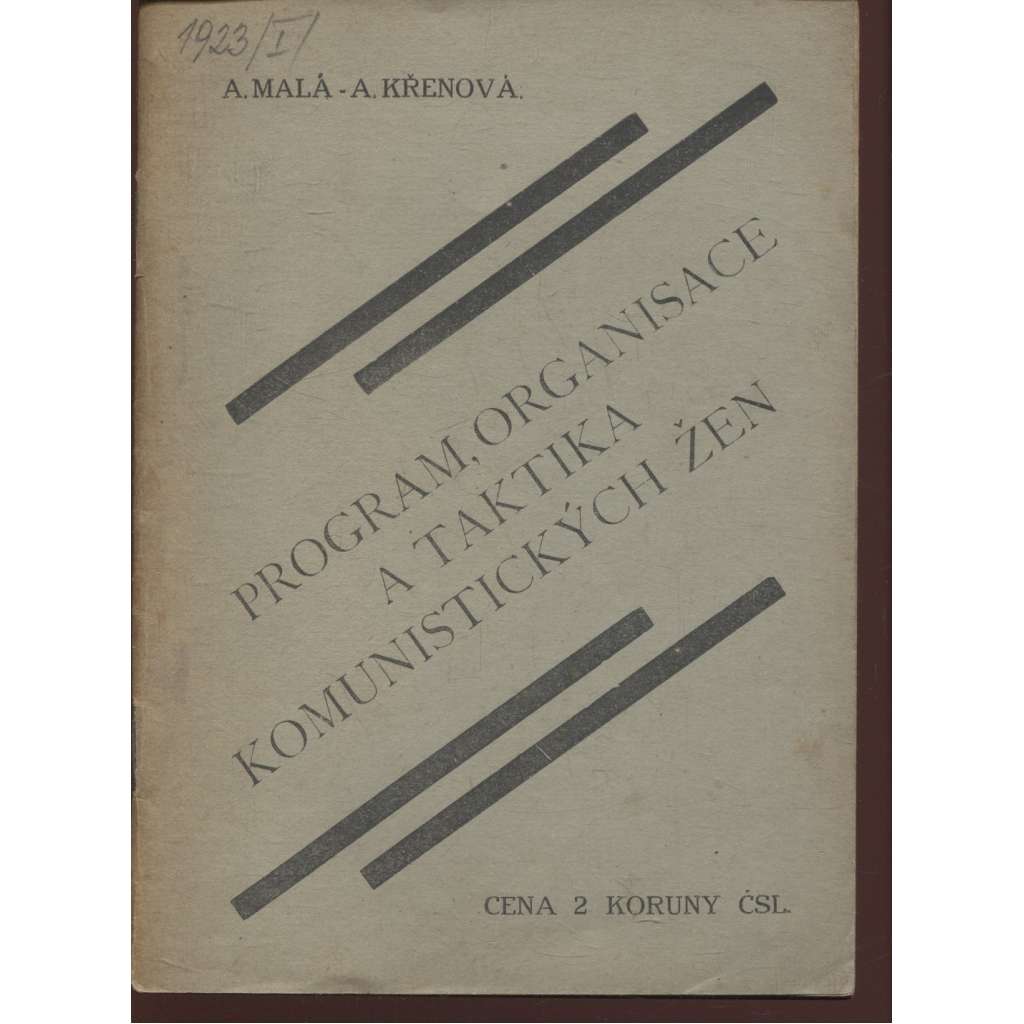 1923/I/
A. MALÁ - A. KŘENOVÁ.
PROGRAM, ORGANISACE
A TAKTIKA
KOMUNISTICKÝCH ŽEN
CENA 2 KORUNY ČSL.